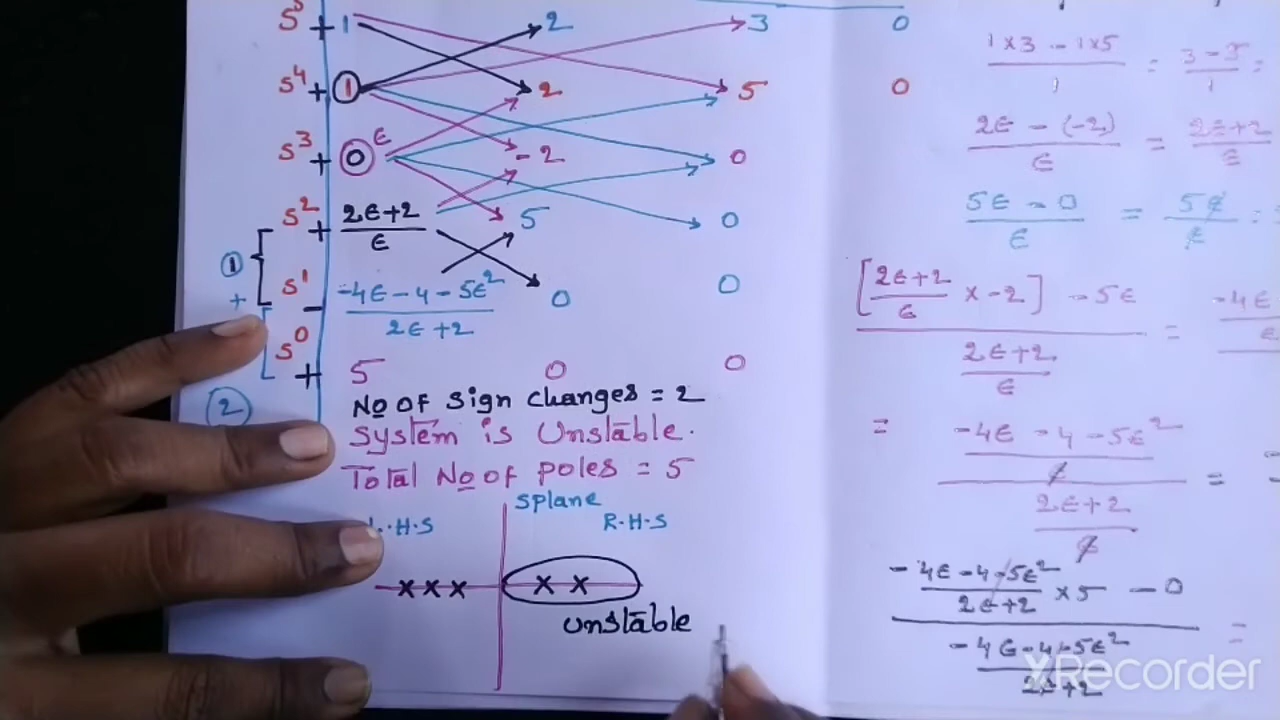 s⁵ + 1 2 3 0
s⁴ + 1 2 5 0
s³ + 0 ϵ -2 0
s² + 2ϵ+2/ϵ 5 0
① s¹ - -4ϵ-4-5ϵ²/2ϵ+2 0 0
+
② s⁰ + 5 0 0
No of sign changes = 2
System is Unstable.
Total No of poles = 5
splane
.H.S R.H.S
x x x x x
unstable
1×3 - 1×5/1 = 3-5/1 =
2ϵ - (-2)/ϵ = 2ϵ+2/ϵ
5ϵ - 0/ϵ = 5ϵ/ϵ =
[2ϵ+2/ϵ × -2] - 5ϵ / 2ϵ+2/ϵ = -4ϵ
= -4ϵ-4-5ϵ²/ϵ / 2ϵ+2/ϵ =
-4ϵ-4-5ϵ²/2ϵ+2 × 5 - 0 / -4ϵ-4-5ϵ²/2ϵ+2 =
XRecorder